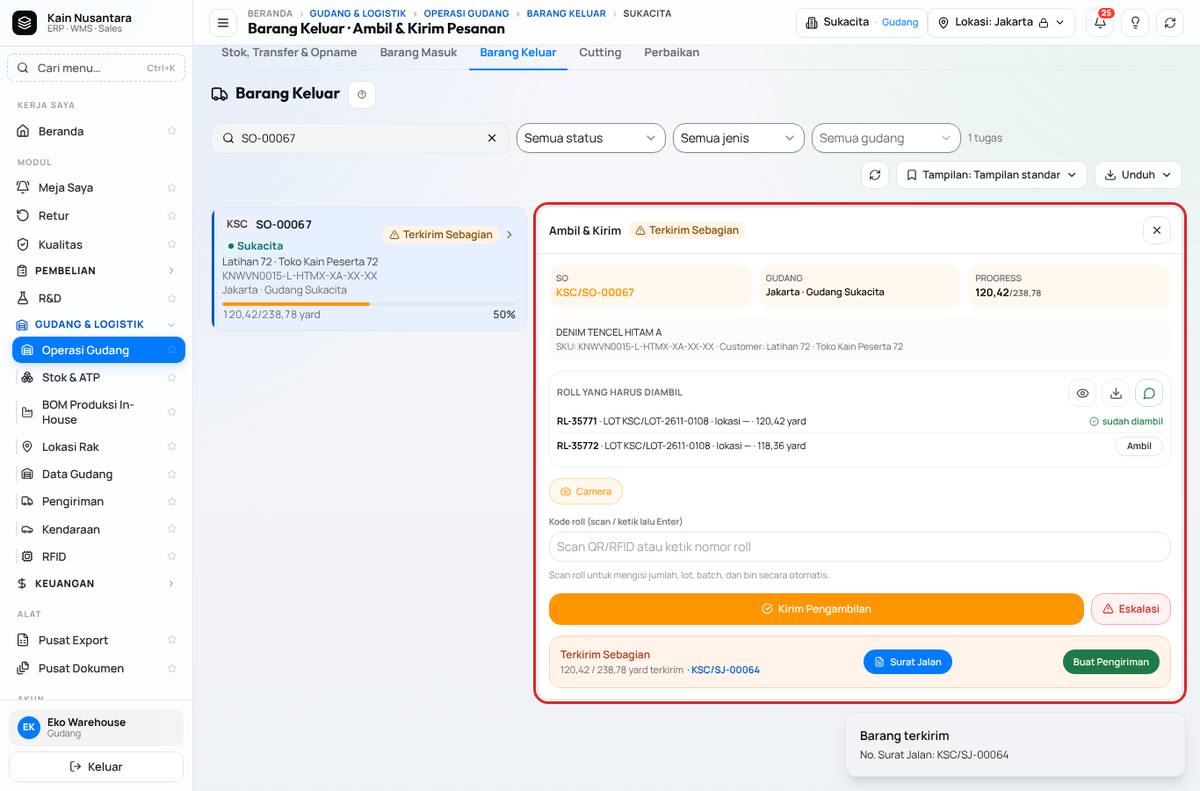 Kain Nusantara
ERP · WMS · Sales
Cari menu...
Ctrl+K
KERJA SAYA
Beranda
MODUL
Meja Saya
Retur
Kualitas
PEMBELIAN
R&D
GUDANG & LOGISTIK
Operasi Gudang
Stok & ATP
BOM Produksi In-
House
Lokasi Rak
Data Gudang
Pengiriman
Kendaraan
RFID
KEUANGAN
ALAT
Pusat Export
Pusat Dokumen
AKUN
EK
Eko Warehouse
Gudang
Keluar
BERANDA › GUDANG & LOGISTIK › OPERASI GUDANG › BARANG KELUAR › SUKACITA
Barang Keluar · Ambil & Kirim Pesanan
Sukacita · Gudang
Lokasi: Jakarta
25
Stok, Transfer & Opname
Barang Masuk
Barang Keluar
Cutting
Perbaikan
Barang Keluar
SO-00067
Semua status
Semua jenis
Semua gudang
1 tugas
Tampilan: Tampilan standar
Unduh
KSC SO-00067
Terkirim Sebagian
Sukacita
Latihan 72 · Toko Kain Peserta 72
KNWVN0015-L-HTMX-XA-XX-XX
Jakarta · Gudang Sukacita
120,42/238,78 yard
50%
Ambil & Kirim
Terkirim Sebagian
SO
KSC/SO-00067
GUDANG
Jakarta · Gudang Sukacita
PROGRESS
120,42/238,78
DENIM TENCEL HITAM A
SKU: KNWVN0015-L-HTMX-XA-XX-XX · Customer: Latihan 72 · Toko Kain Peserta 72
ROLL YANG HARUS DIAMBIL
RL-35771 · LOT KSC/LOT-2611-0108 · lokasi — · 120,42 yard
sudah diambil
RL-35772 · LOT KSC/LOT-2611-0108 · lokasi — · 118,36 yard
Ambil
Camera
Kode roll (scan / ketik lalu Enter)
Scan QR/RFID atau ketik nomor roll
Scan roll untuk mengisi jumlah, lot, batch, dan bin secara otomatis.
Kirim Pengambilan
Eskalasi
Terkirim Sebagian
120,42 / 238,78 yard terkirim · KSC/SJ-00064
Surat Jalan
Buat Pengiriman
Barang terkirim
No. Surat Jalan: KSC/SJ-00064